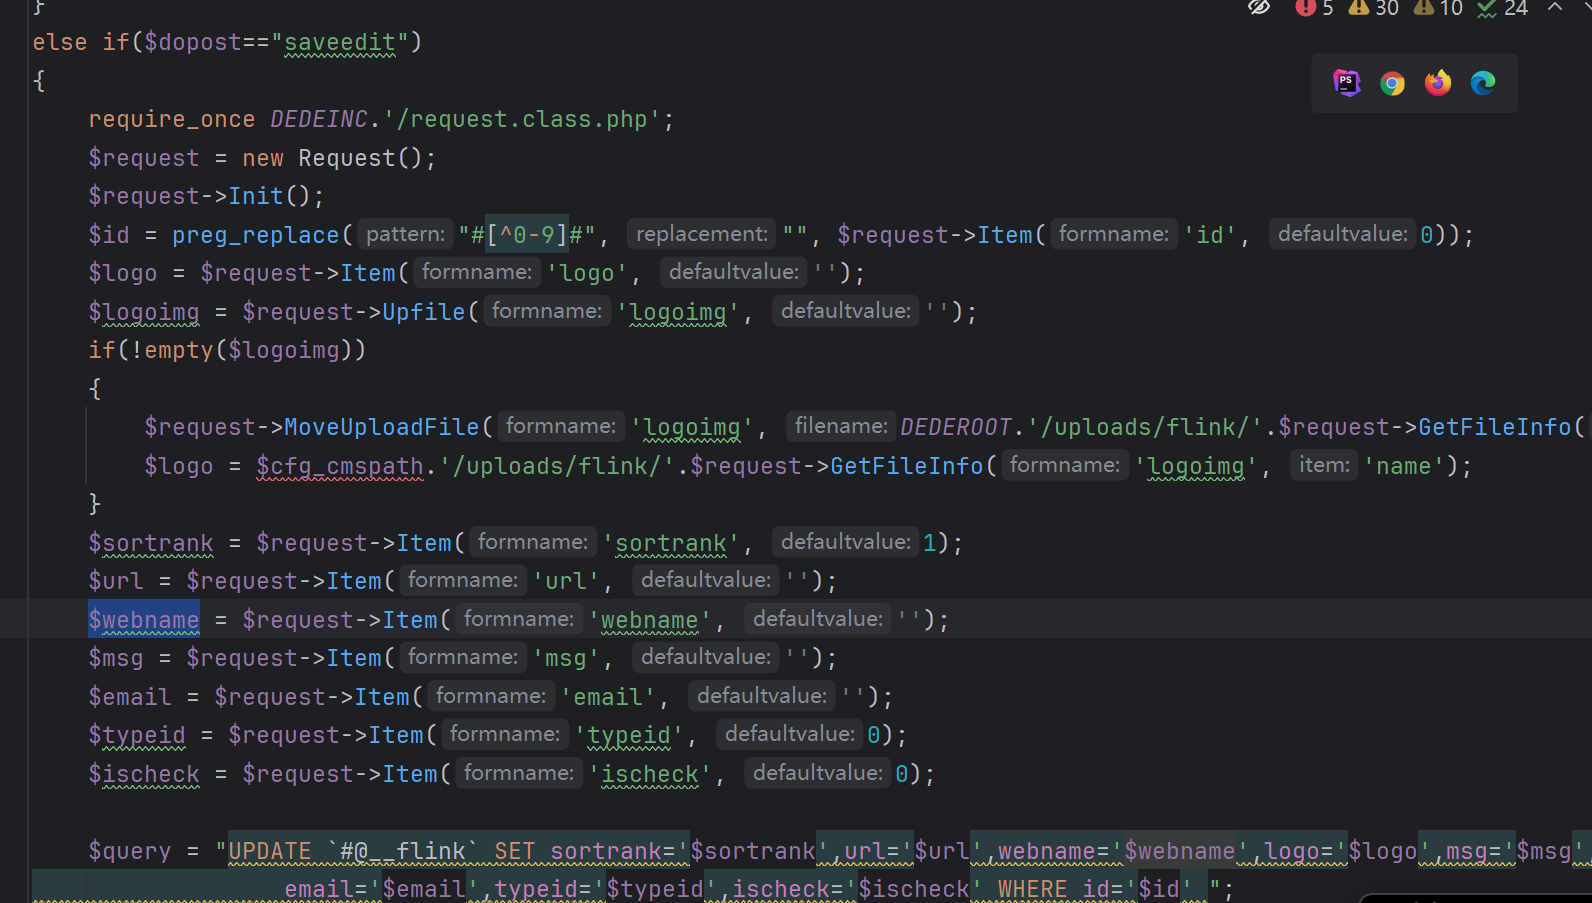 }
5 30 10 24
else if($dopost=="saveedit")
{
PS
require_once DEDEINC.'/request.class.php';
$request = new Request();
$request->Init();
$id = preg_replace( pattern: "#[^0-9]#", replacement: "", $request->Item( formname: 'id', defaultvalue: 0));
$logo = $request->Item( formname: 'logo', defaultvalue: '');
$logoimg = $request->Upfile( formname: 'logoimg', defaultvalue: '');
if(!empty($logoimg))
{
$request->MoveUploadFile( formname: 'logoimg', filename: DEDEROOT.'/uploads/flink/'.$request->GetFileInfo(
$logo = $cfg_cmspath.'/uploads/flink/'.$request->GetFileInfo( formname: 'logoimg', item: 'name');
}
$sortrank = $request->Item( formname: 'sortrank', defaultvalue: 1);
$url = $request->Item( formname: 'url', defaultvalue: '');
$webname = $request->Item( formname: 'webname', defaultvalue: '');
$msg = $request->Item( formname: 'msg', defaultvalue: '');
$email = $request->Item( formname: 'email', defaultvalue: '');
$typeid = $request->Item( formname: 'typeid', defaultvalue: 0);
$ischeck = $request->Item( formname: 'ischeck', defaultvalue: 0);
$query = "UPDATE `#@__flink` SET sortrank='$sortrank',url='$url',webname='$webname',logo='$logo',msg='$msg',
email='$email',typeid='$typeid',ischeck='$ischeck' WHERE id='$id' ";